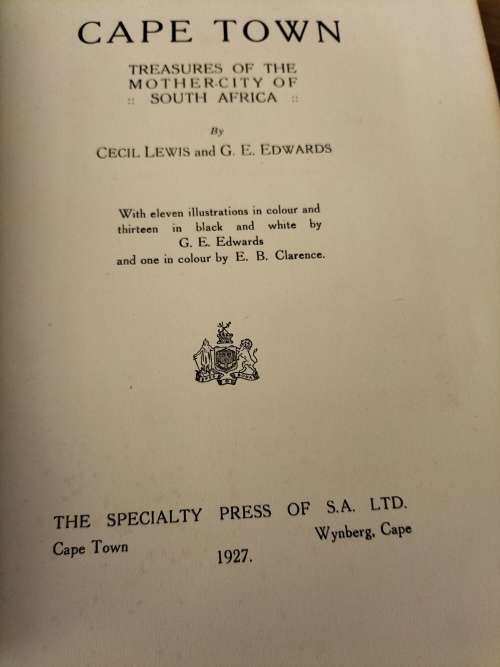 CAPE TOWN
TREASURES OF THE
MOTHER-CITY OF
:: SOUTH AFRICA ::
By
CECIL LEWIS and G. E. EDWARDS
With eleven illustrations in colour and
thirteen in black and white by
G. E. Edwards
and one in colour by E. B. Clarence.
THE SPECIALTY PRESS OF S.A. LTD.
Cape Town
Wynberg, Cape
1927.